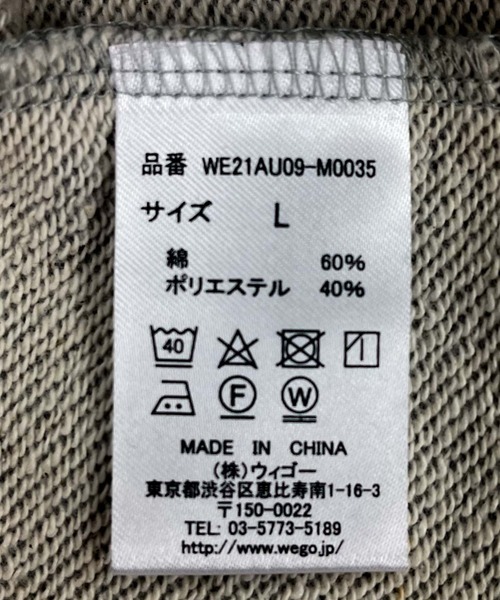 品番 WE21AU09-M0035
サイズ L
綿 60%
ポリエステル 40%
40
F W
MADE IN CHINA
(株)ウィゴー
東京都渋谷区恵比寿南1-16-3
〒150-0022
TEL: 03-5773-5189
http://www.wego.jp/